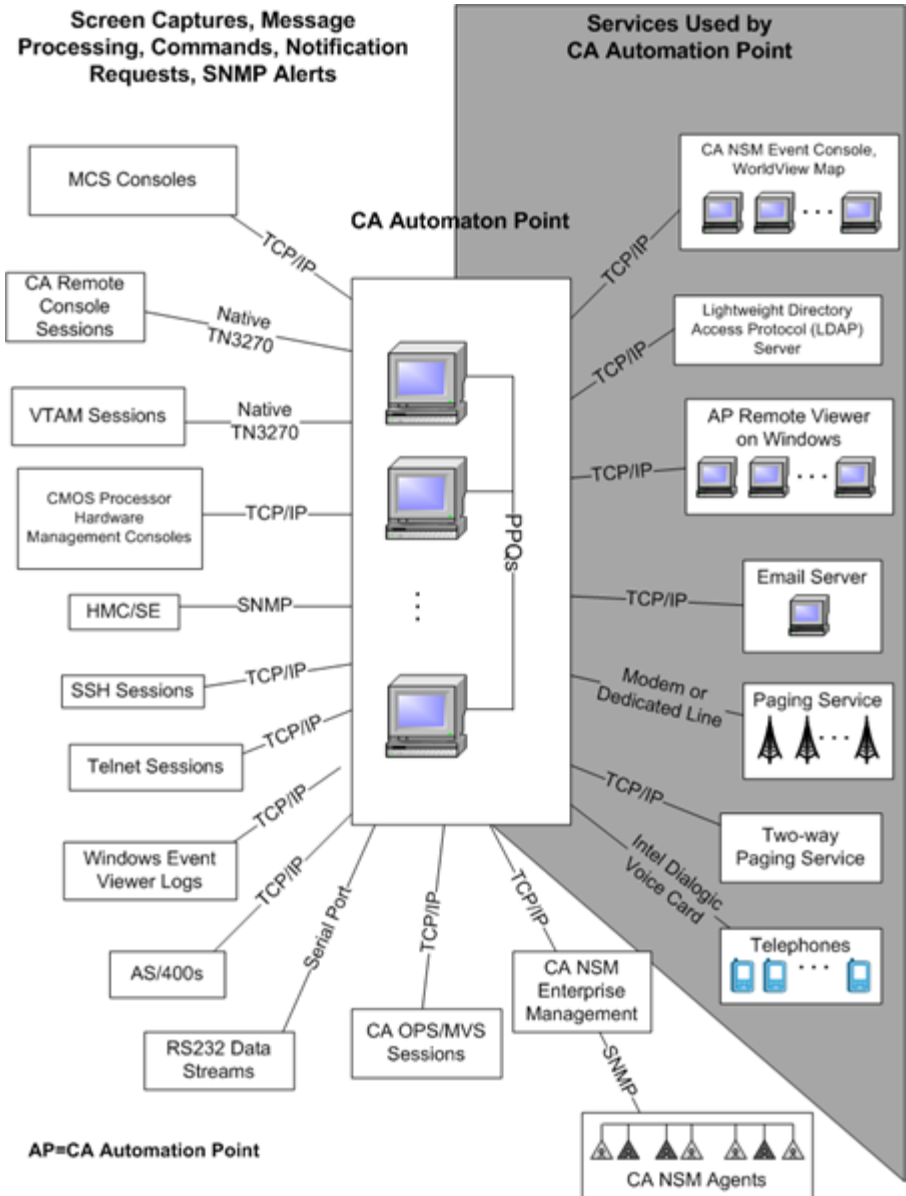 Screen Captures, Message
Processing, Commands, Notification
Requests, SNMP Alerts
Services Used by
CA Automation Point
MCS Consoles
TCP/IP
CA Remote
Console
Sessions
Native
TN3270
VTAM Sessions
Native
TN3270
CMOS Processor
Hardware
Management Consoles
TCP/IP
HMC/SE
SNMP
SSH Sessions
TCP/IP
Telnet Sessions
TCP/IP
Windows Event
Viewer Logs
TCP/IP
AS/400s
TCP/IP
RS232 Data
Streams
Serial Port
CA OPS/MVS
Sessions
TCP/IP
CA NSM
Enterprise
Management
TCP/IP
SNMP
CA NSM Agents
CA Automaton Point
PPQs
CA NSM Event Console,
WorldView Map
TCP/IP
Lightweight Directory
Access Protocol (LDAP)
Server
TCP/IP
AP Remote Viewer
on Windows
TCP/IP
Email Server
TCP/IP
Paging Service
Modem or
Dedicated Line
Two-way
Paging Service
TCP/IP
Telephones
Intel Dialogic
Voice Card
AP=CA Automation Point